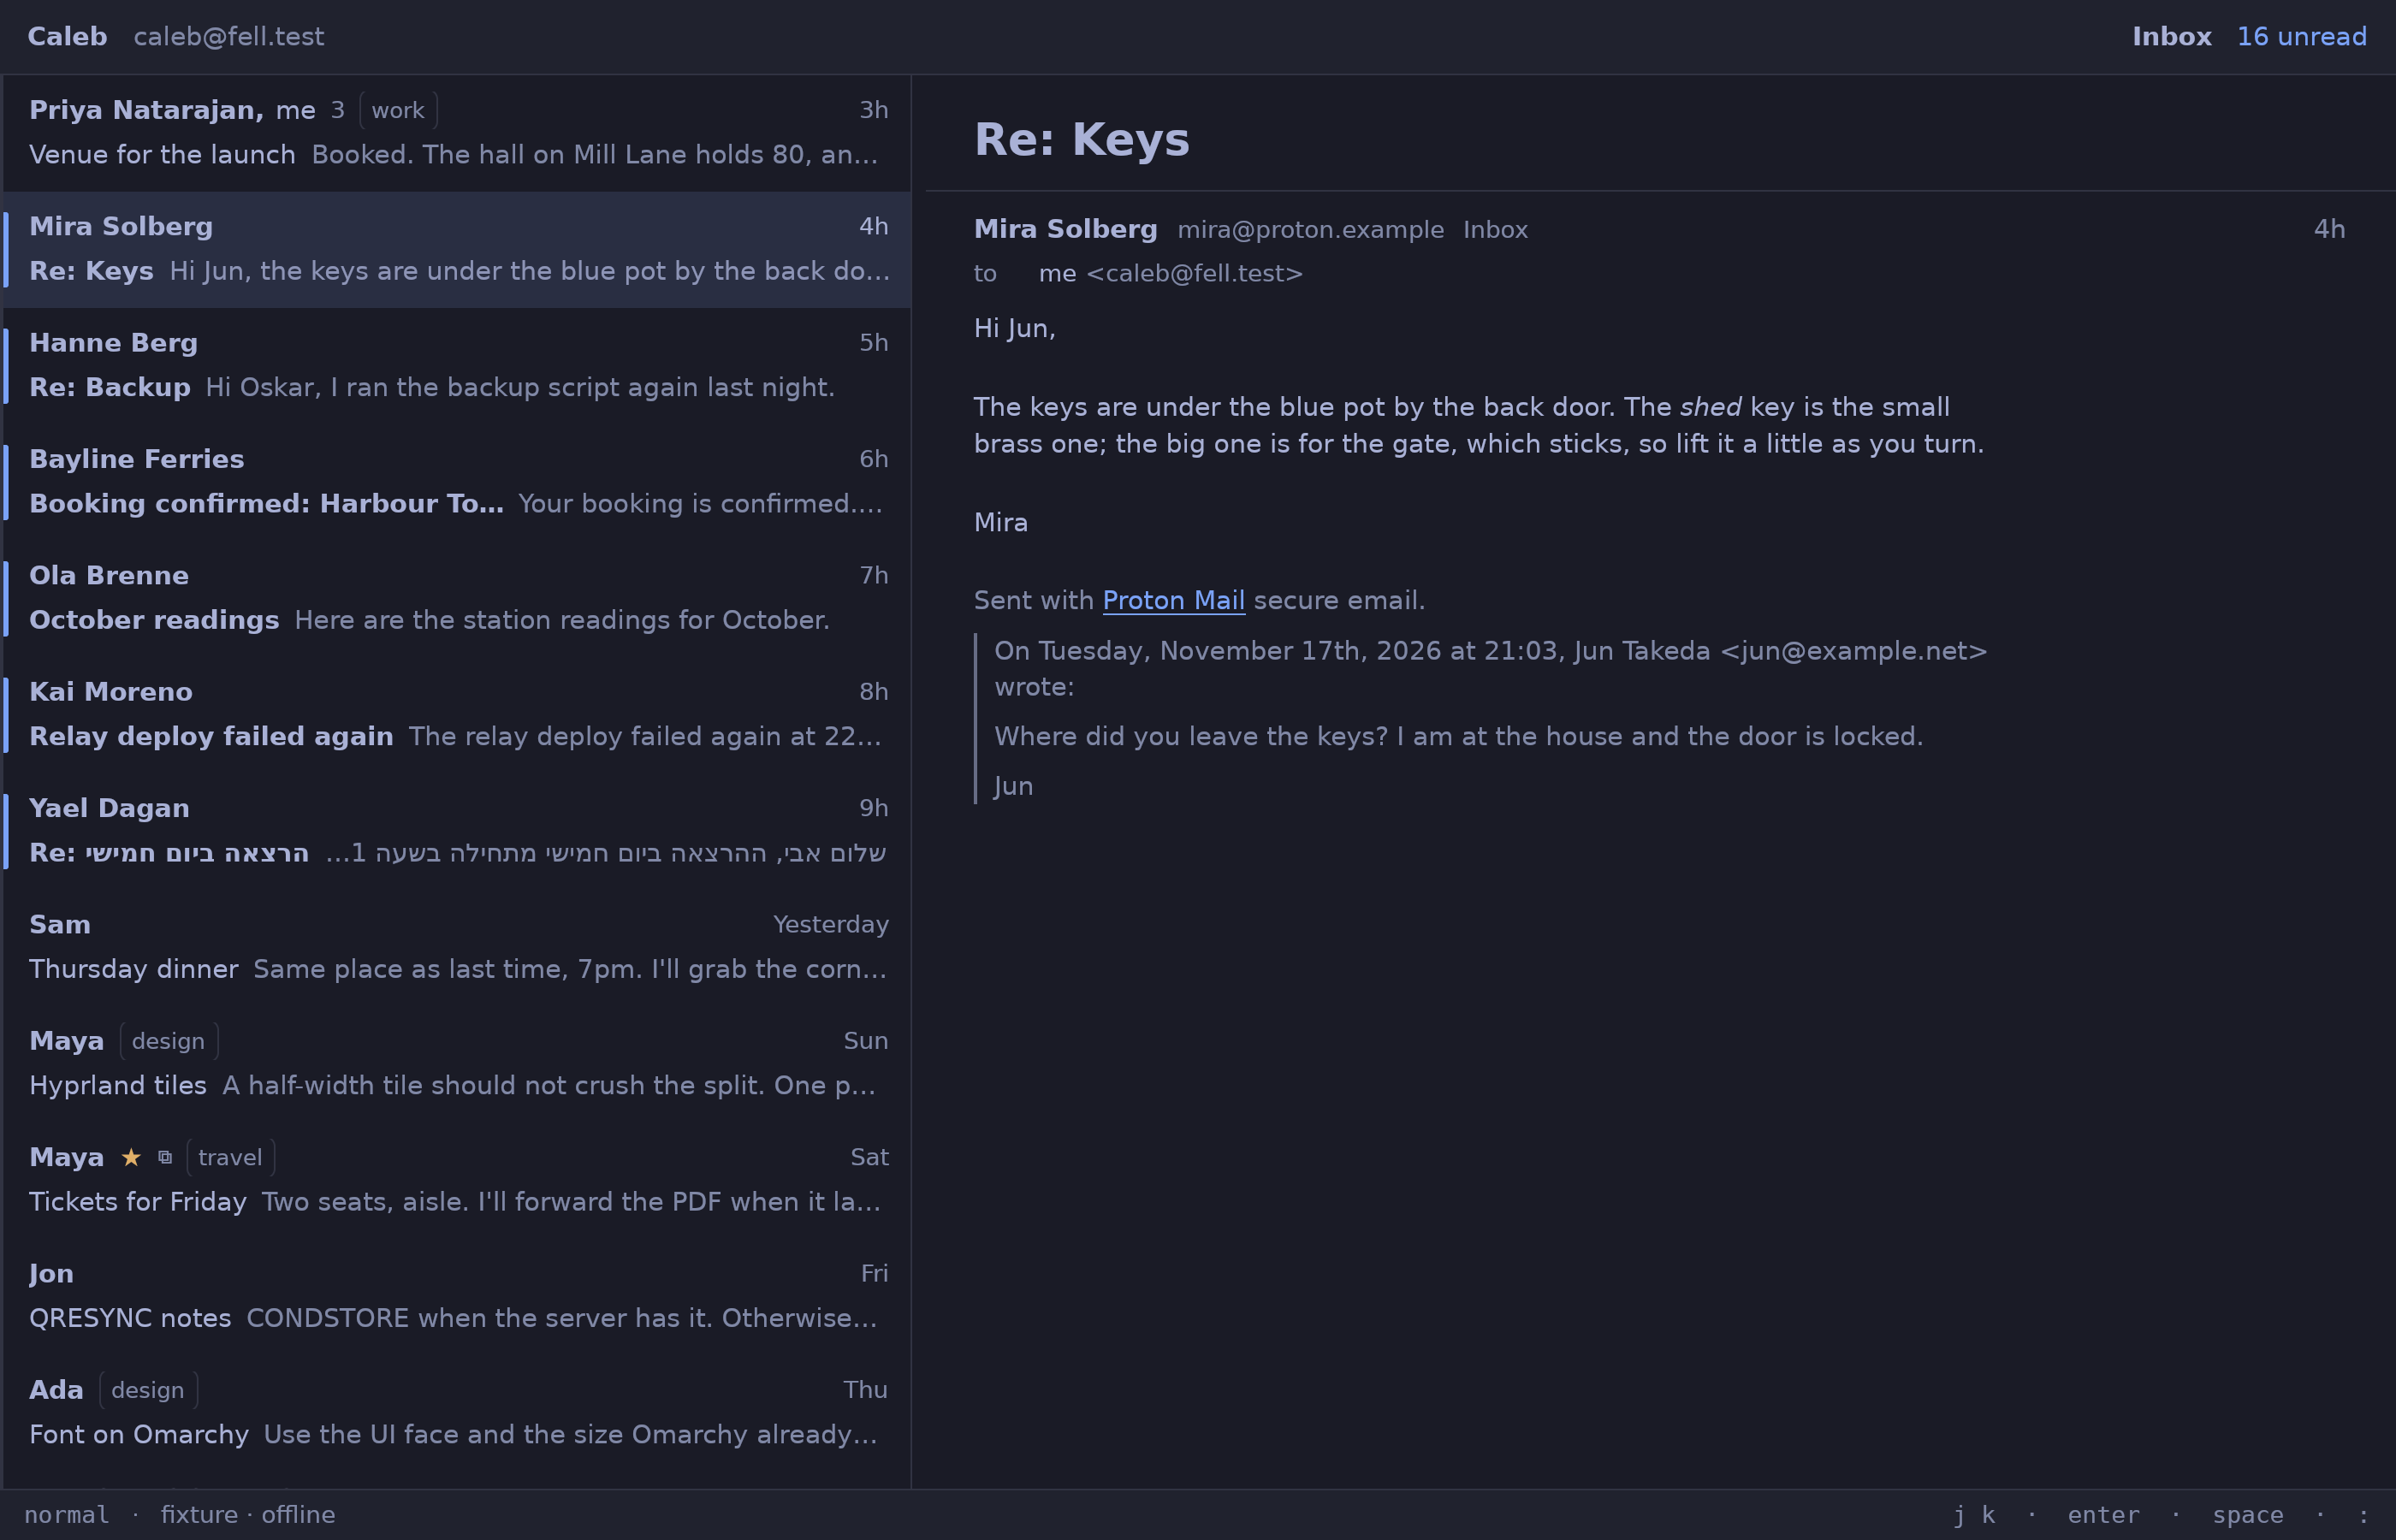 Caleb caleb@fell.test
Inbox 16 unread
Priya Natarajan, me 3 work 3h
Venue for the launch Booked. The hall on Mill Lane holds 80, an…
Mira Solberg 4h
Re: Keys Hi Jun, the keys are under the blue pot by the back do…
Hanne Berg 5h
Re: Backup Hi Oskar, I ran the backup script again last night.
Bayline Ferries 6h
Booking confirmed: Harbour To… Your booking is confirmed.…
Ola Brenne 7h
October readings Here are the station readings for October.
Kai Moreno 8h
Relay deploy failed again The relay deploy failed again at 22…
Yael Dagan 9h
Re: הרצאה ביום חמישי שלום אבי, ההרצאה ביום חמישי מתחילה בשעה 1…
Sam Yesterday
Thursday dinner Same place as last time, 7pm. I'll grab the corn…
Maya design Sun
Hyprland tiles A half-width tile should not crush the split. One p…
Maya ★ travel Sat
Tickets for Friday Two seats, aisle. I'll forward the PDF when it la…
Jon Fri
QRESYNC notes CONDSTORE when the server has it. Otherwise…
Ada design Thu
Font on Omarchy Use the UI face and the size Omarchy already…
Re: Keys
Mira Solberg mira@proton.example Inbox 4h
to me <caleb@fell.test>
Hi Jun,
The keys are under the blue pot by the back door. The shed key is the small
brass one; the big one is for the gate, which sticks, so lift it a little as you turn.
Mira
Sent with Proton Mail secure email.
On Tuesday, November 17th, 2026 at 21:03, Jun Takeda <jun@example.net>
wrote:
Where did you leave the keys? I am at the house and the door is locked.
Jun
normal · fixture · offline
j k · enter · space · :